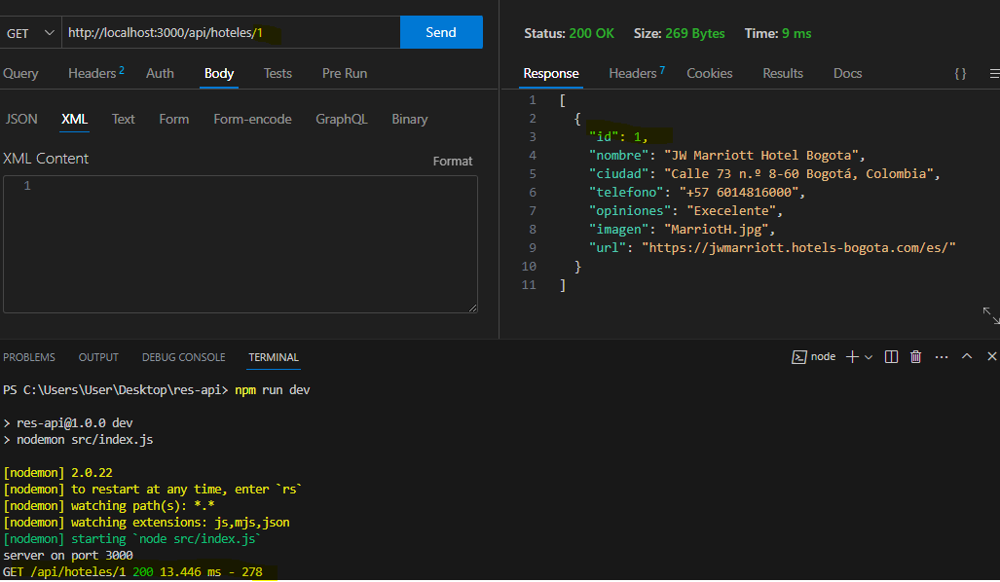 GET http://localhost:3000/api/hoteles/1 Send
Query Headers 2 Auth Body Tests Pre Run
JSON XML Text Form Form-encode GraphQL Binary
XML Content Format
1
Status: 200 OK Size: 269 Bytes Time: 9 ms
Response Headers 7 Cookies Results Docs { }
1 [
2 {
3 "id": 1,
4 "nombre": "JW Marriott Hotel Bogota",
5 "ciudad": "Calle 73 n.º 8-60 Bogotá, Colombia",
6 "telefono": "+57 6014816000",
7 "opiniones": "Execelente",
8 "imagen": "MarriotH.jpg",
9 "url": "https://jwmarriott.hotels-bogota.com/es/"
10 }
11 ]
PROBLEMS OUTPUT DEBUG CONSOLE TERMINAL node
PS C:\Users\User\Desktop\res-api> npm run dev
> res-api@1.0.0 dev
> nodemon src/index.js
[nodemon] 2.0.22
[nodemon] to restart at any time, enter `rs`
[nodemon] watching path(s): *.*
[nodemon] watching extensions: js,mjs,json
[nodemon] starting `node src/index.js`
server on port 3000
GET /api/hoteles/1 200 13.446 ms - 278